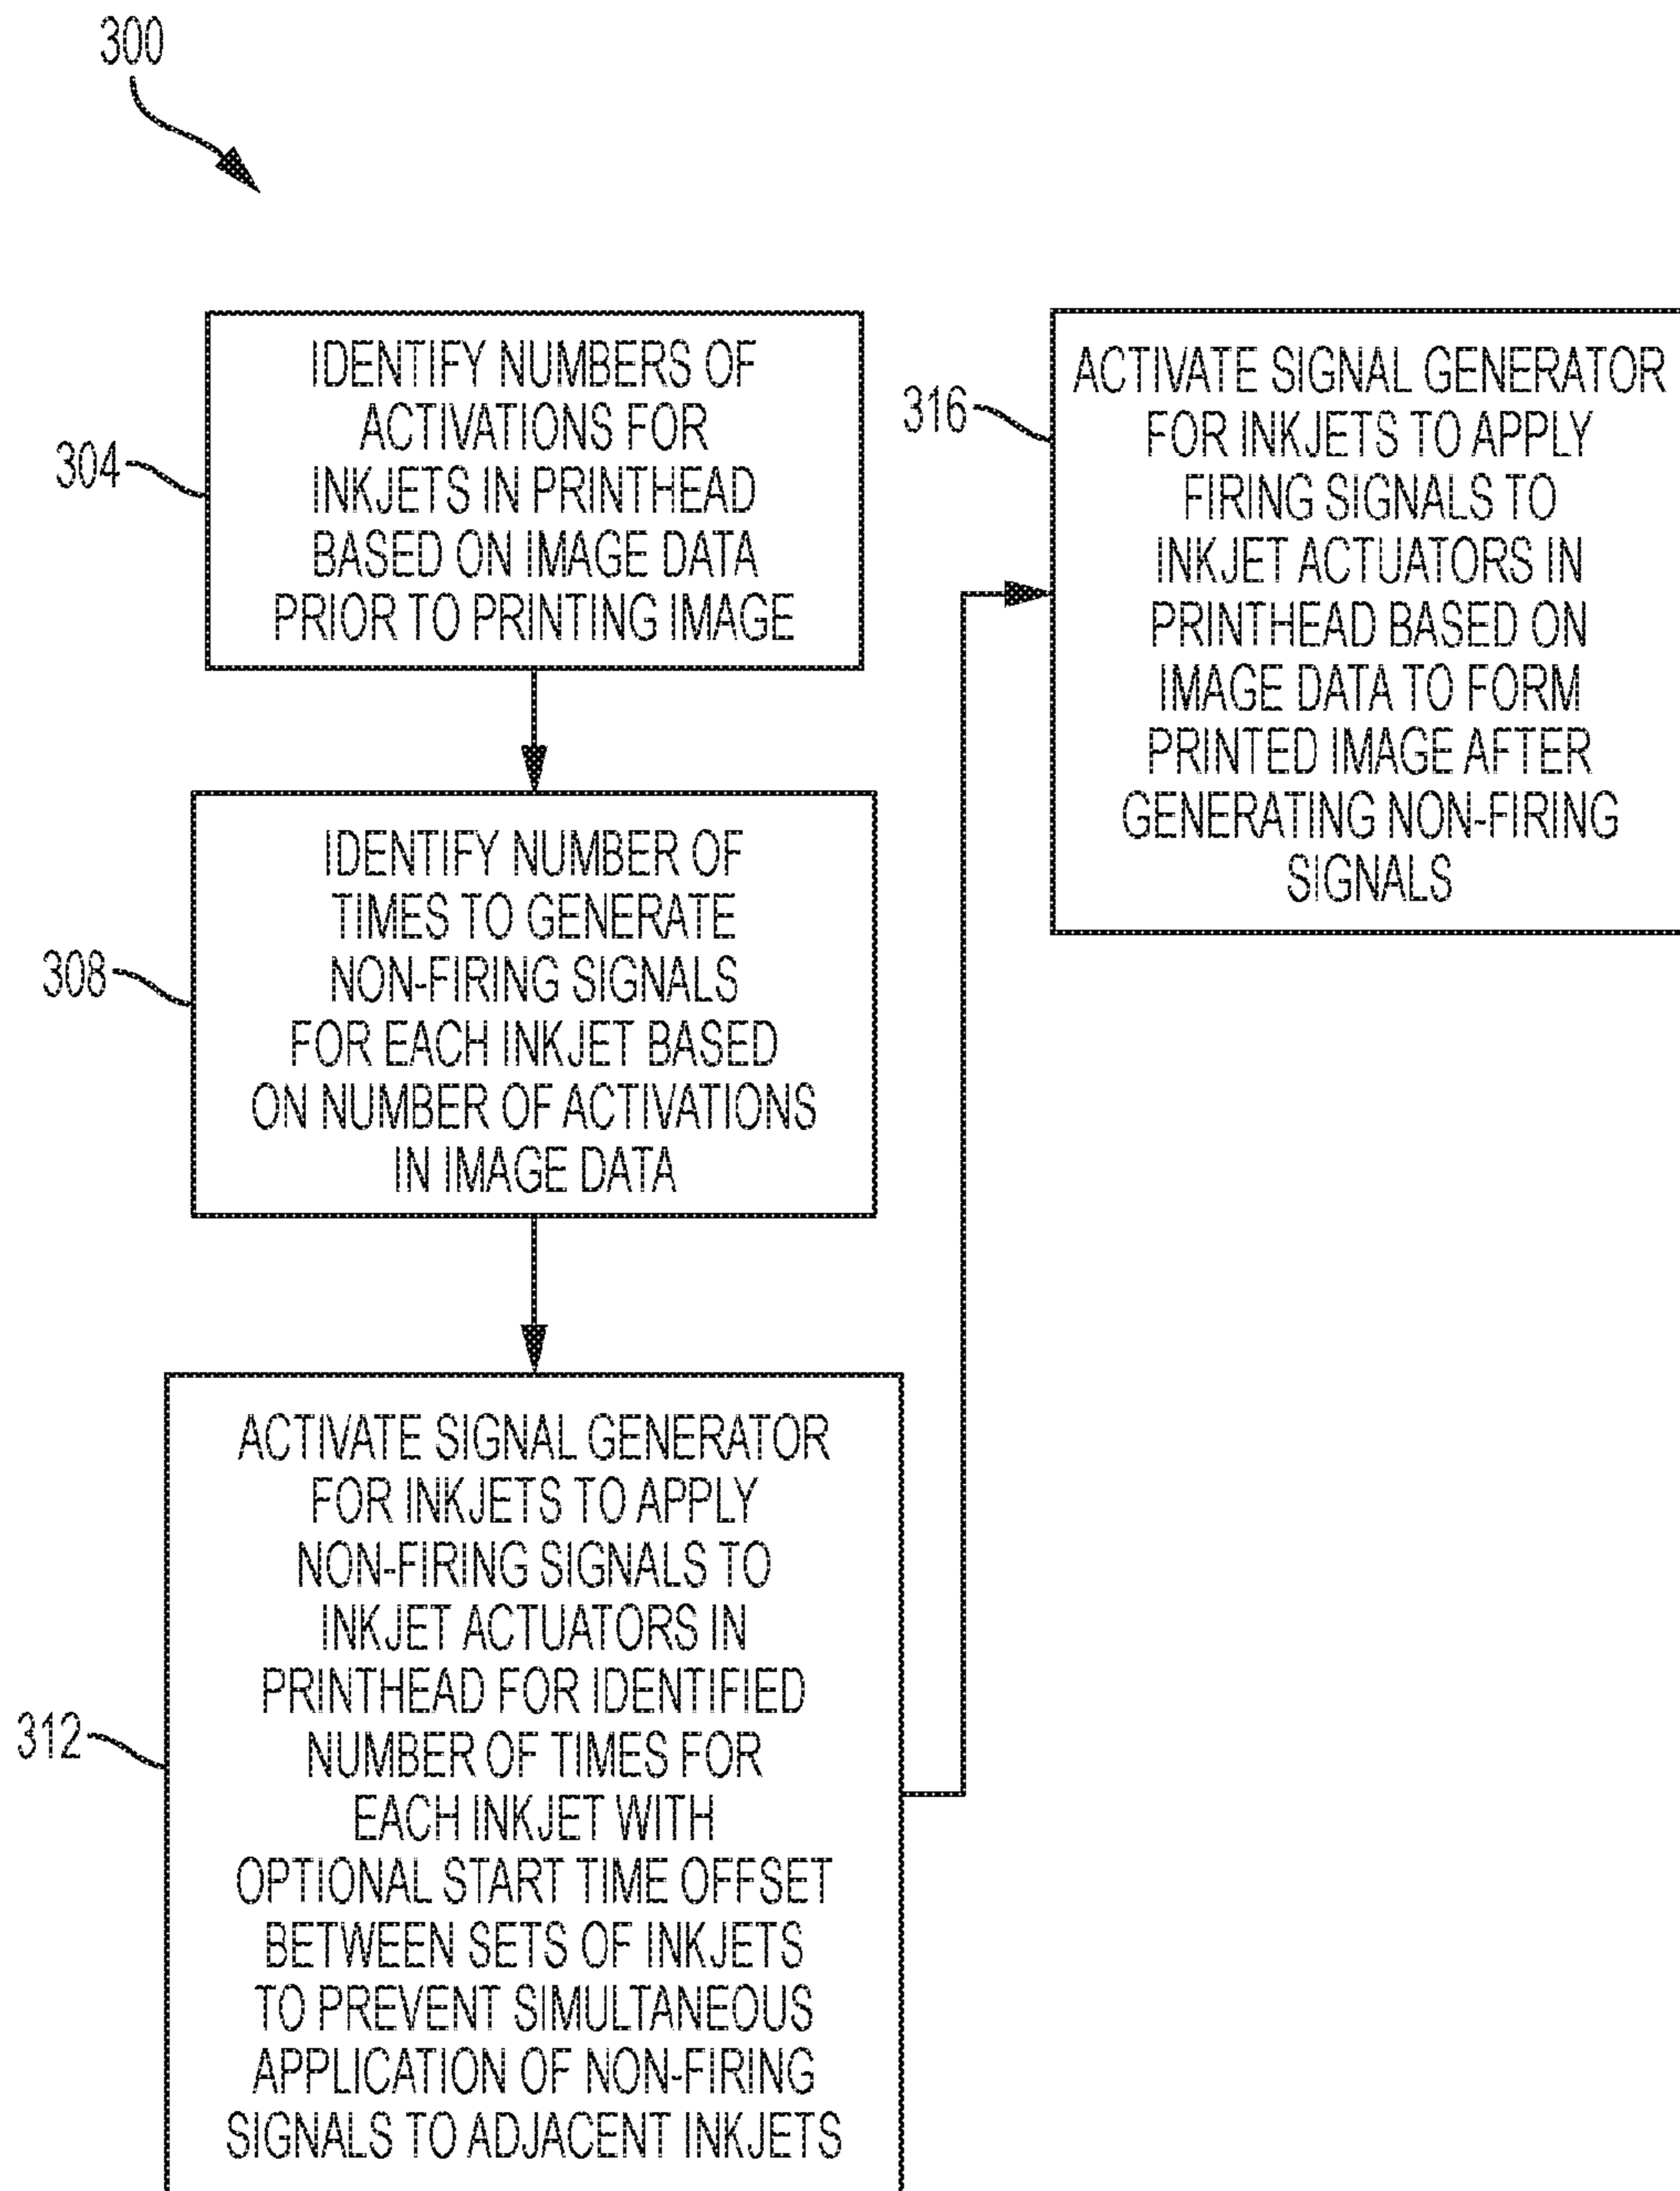 300
304
IDENTIFY NUMBERS OF
ACTIVATIONS FOR
INKJETS IN PRINTHEAD
BASED ON IMAGE DATA
PRIOR TO PRINTING IMAGE
308
IDENTIFY NUMBER OF
TIMES TO GENERATE
NON-FIRING SIGNALS
FOR EACH INKJET BASED
ON NUMBER OF ACTIVATIONS
IN IMAGE DATA
312
ACTIVATE SIGNAL GENERATOR
FOR INKJETS TO APPLY
NON-FIRING SIGNALS TO
INKJET ACTUATORS IN
PRINTHEAD FOR IDENTIFIED
NUMBER OF TIMES FOR
EACH INKJET WITH
OPTIONAL START TIME OFFSET
BETWEEN SETS OF INKJETS
TO PREVENT SIMULTANEOUS
APPLICATION OF NON-FIRING
SIGNALS TO ADJACENT INKJETS
316
ACTIVATE SIGNAL GENERATOR
FOR INKJETS TO APPLY
FIRING SIGNALS TO
INKJET ACTUATORS IN
PRINTHEAD BASED ON
IMAGE DATA TO FORM
PRINTED IMAGE AFTER
GENERATING NON-FIRING
SIGNALS